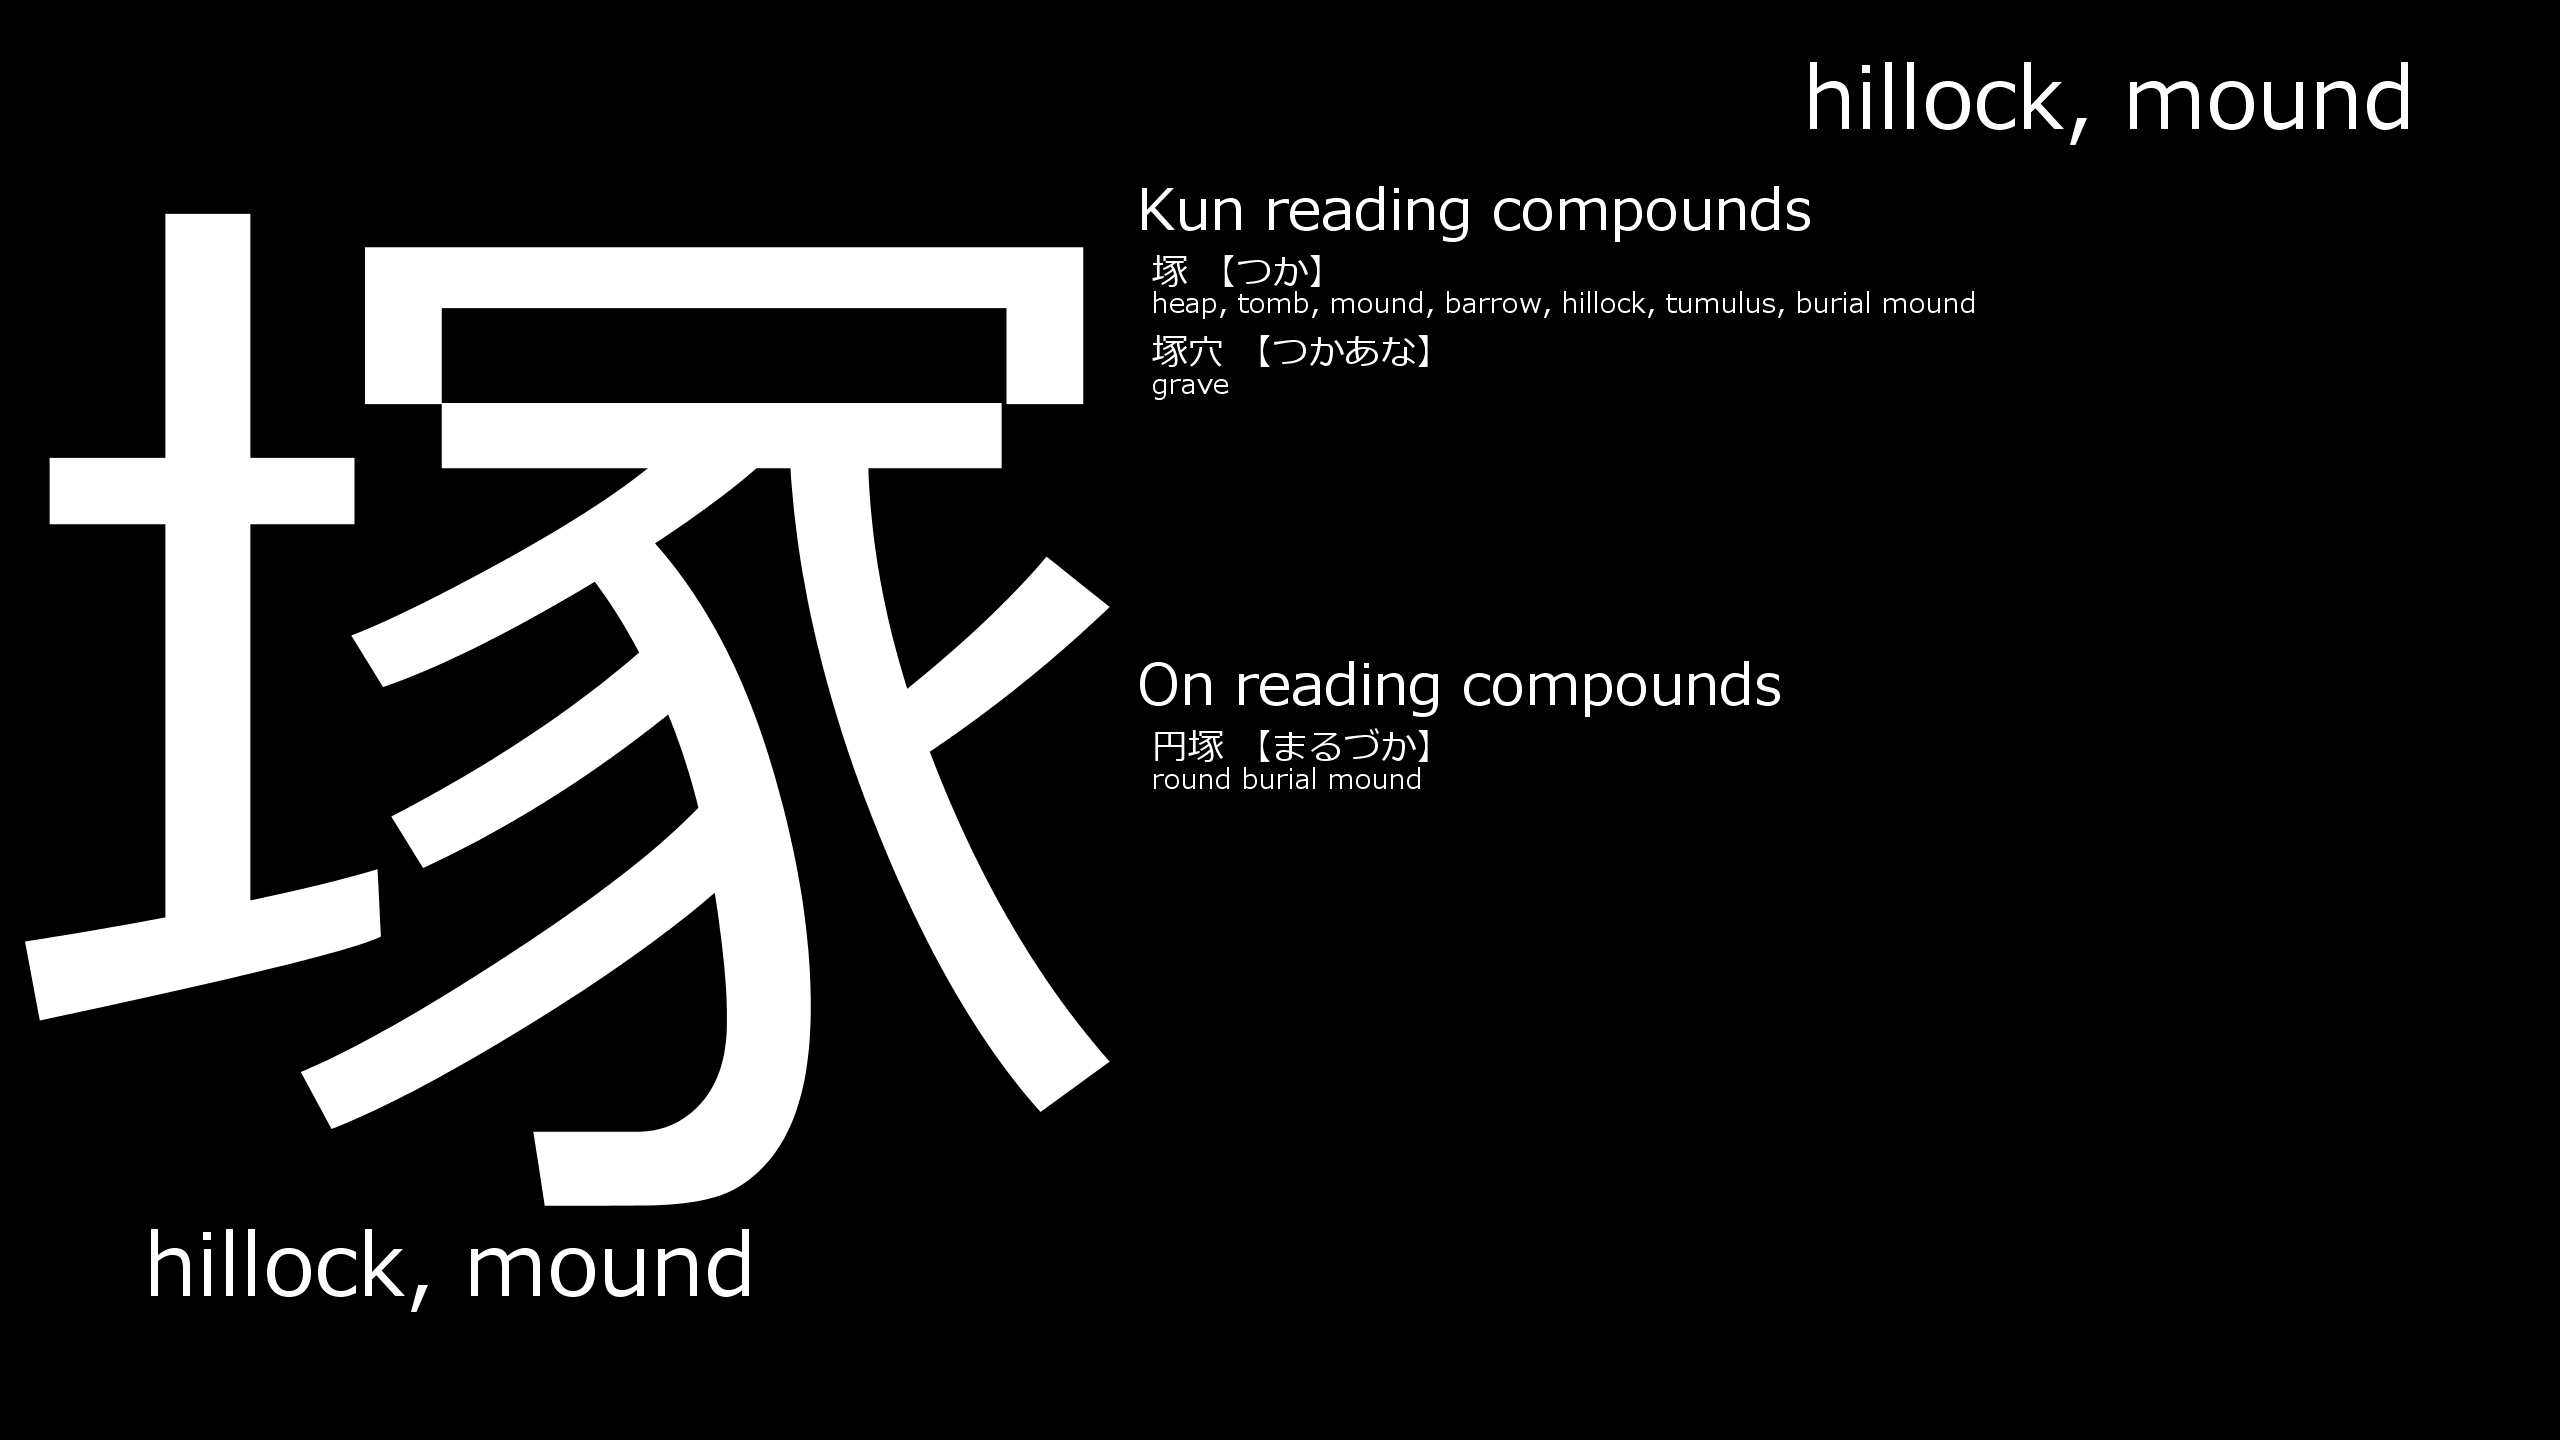 hillock, mound
塚
hillock, mound
Kun reading compounds
塚 【つか】
heap, tomb, mound, barrow, hillock, tumulus, burial mound
塚穴 【つかあな】
grave
On reading compounds
円塚 【まるづか】
round burial mound